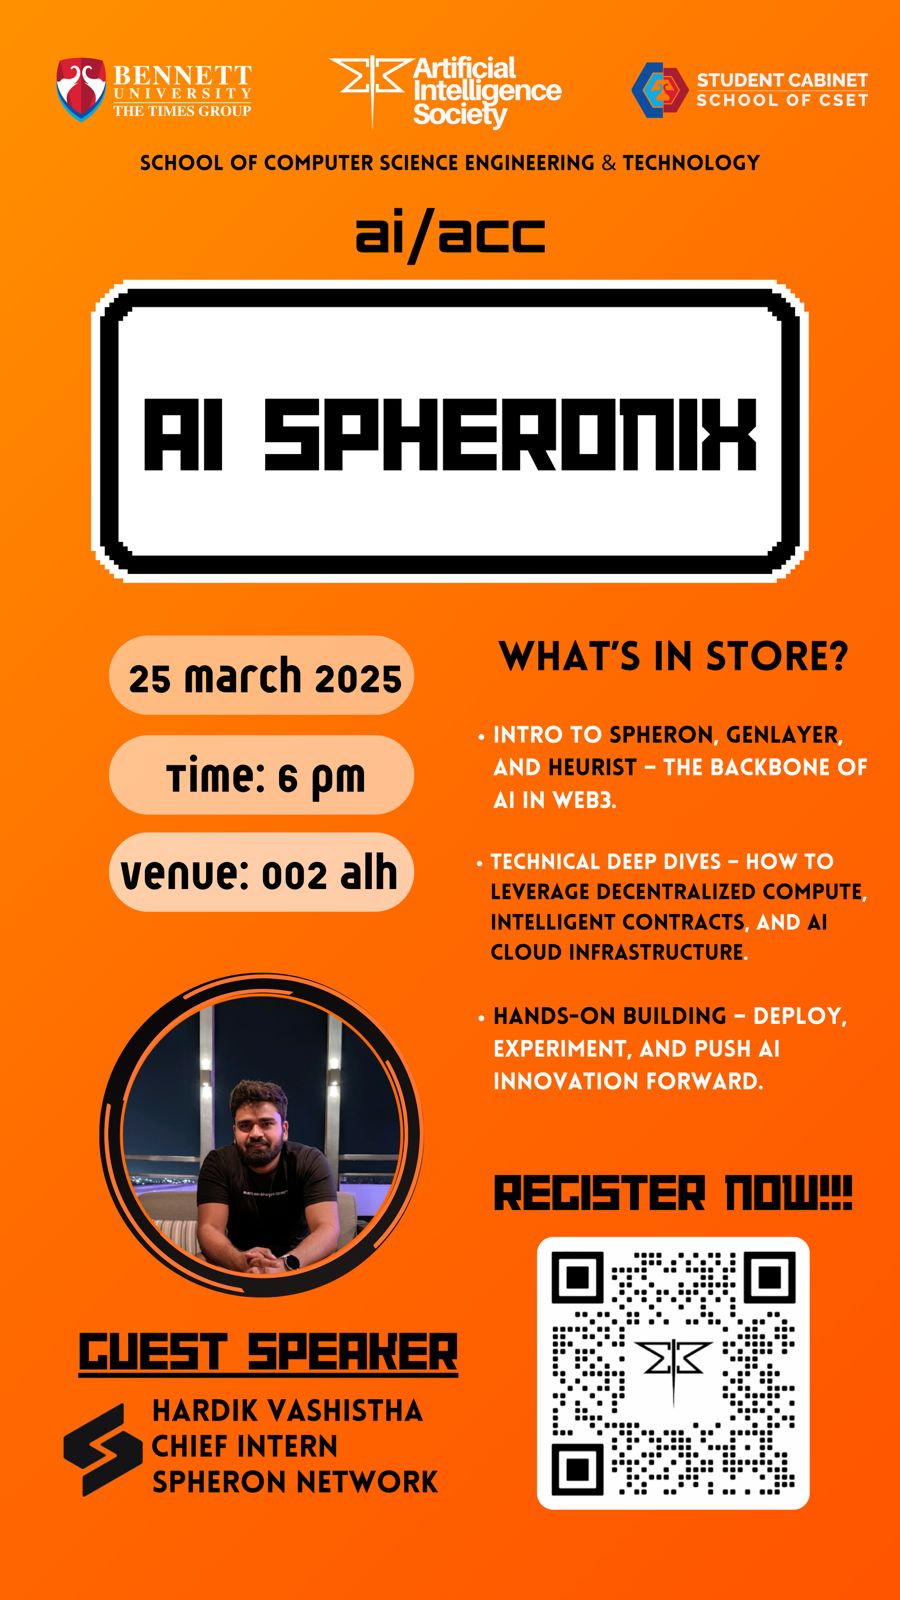 BENNETT
UNIVERSITY
THE TIMES GROUP
Artificial
Intelligence
Society
STUDENT CABINET
SCHOOL OF CSET
SCHOOL OF COMPUTER SCIENCE ENGINEERING & TECHNOLOGY
ai/acc
AI SPHERONIX
25 march 2025
Time: 6 pm
venue: 002 alh
WHAT'S IN STORE?
• INTRO TO SPHERON, GENLAYER,
AND HEURIST – THE BACKBONE OF
AI IN WEB3.
• TECHNICAL DEEP DIVES – HOW TO
LEVERAGE DECENTRALIZED COMPUTE,
INTELLIGENT CONTRACTS, AND AI
CLOUD INFRASTRUCTURE.
• HANDS-ON BUILDING – DEPLOY,
EXPERIMENT, AND PUSH AI
INNOVATION FORWARD.
REGISTER NOW!!!
GUEST SPEAKER
HARDIK VASHISTHA
CHIEF INTERN
SPHERON NETWORK